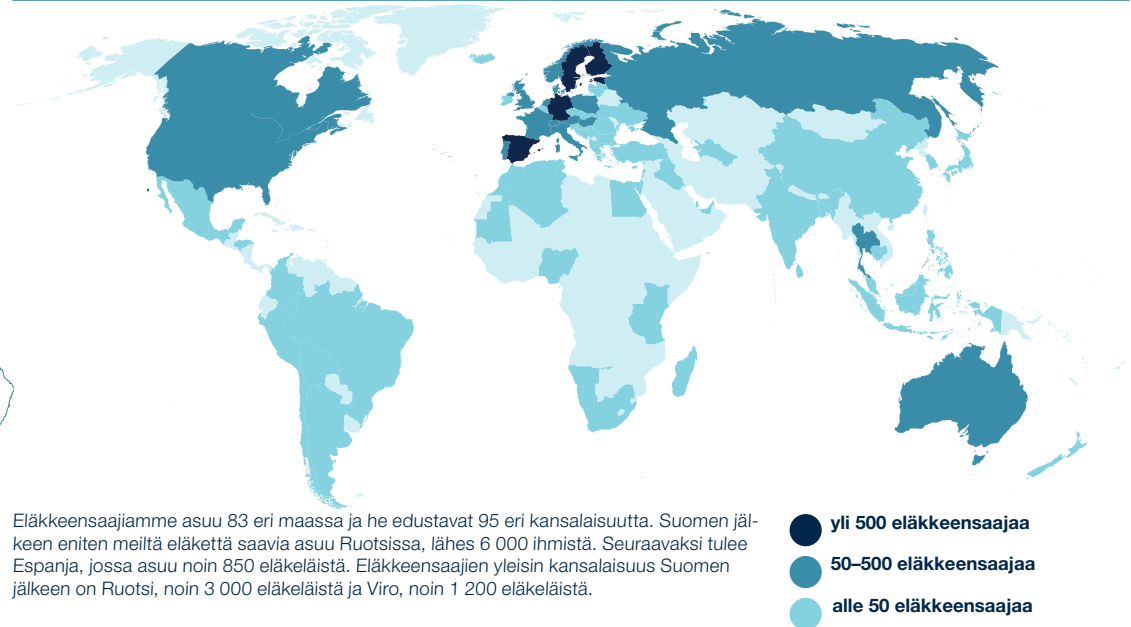 Eläkkeensaajiamme asuu 83 eri maassa ja he edustavat 95 eri kansalaisuutta. Suomen jäl-
keen eniten meiltä eläkettä saavia asuu Ruotsissa, lähes 6 000 ihmistä. Seuraavaksi tulee
Espanja, jossa asuu noin 850 eläkeläistä. Eläkkeensaajien yleisin kansalaisuus Suomen
jälkeen on Ruotsi, noin 3 000 eläkeläistä ja Viro, noin 1 200 eläkeläistä.
yli 500 eläkkeensaajaa
50–500 eläkkeensaajaa
alle 50 eläkkeensaajaa